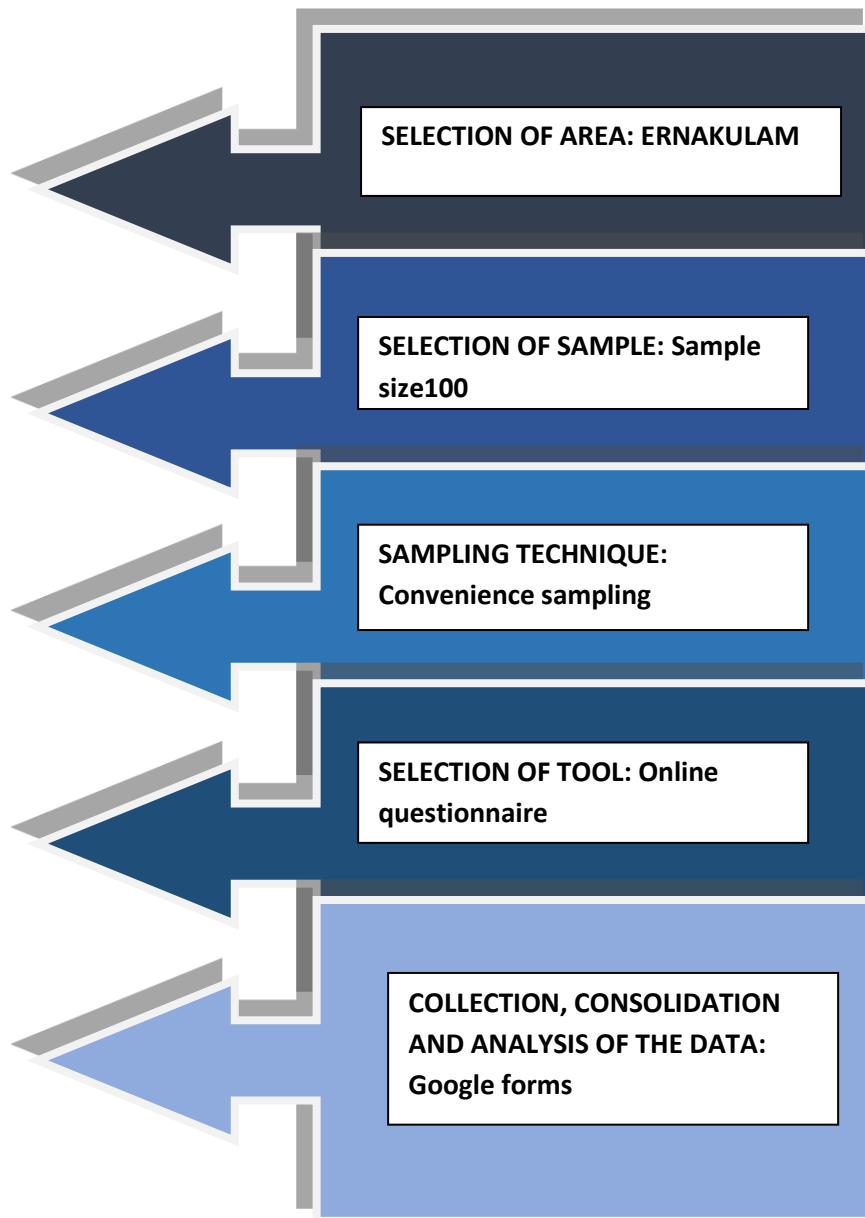 SELECTION OF AREA: ERNAKULAM
SELECTION OF SAMPLE: Sample
size100
SAMPLING TECHNIQUE:
Convenience sampling
SELECTION OF TOOL: Online
questionnaire
COLLECTION, CONSOLIDATION
AND ANALYSIS OF THE DATA:
Google forms